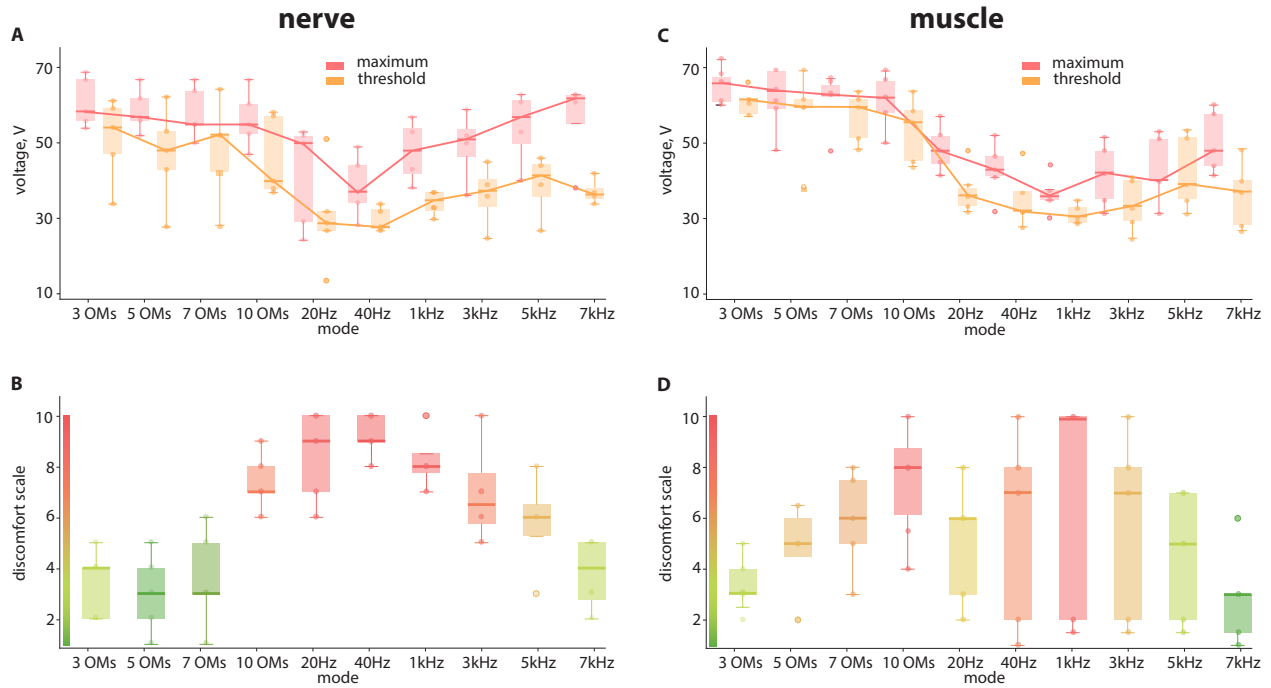 nerve
muscle
A
maximum
threshold
voltage, V
70
50
30
10
3 OMs 5 OMs 7 OMs 10 OMs 20Hz 40Hz 1kHz 3kHz 5kHz 7kHz
mode
C
maximum
threshold
voltage, V
70
50
30
10
3 OMs 5 OMs 7 OMs 10 OMs 20Hz 40Hz 1kHz 3kHz 5kHz 7kHz
mode
B
discomfort scale
10
8
6
4
2
3 OMs 5 OMs 7 OMs 10 OMs 20Hz 40Hz 1kHz 3kHz 5kHz 7kHz
mode
D
discomfort scale
10
8
6
4
2
3 OMs 5 OMs 7 OMs 10 OMs 20Hz 40Hz 1kHz 3kHz 5kHz 7kHz
mode